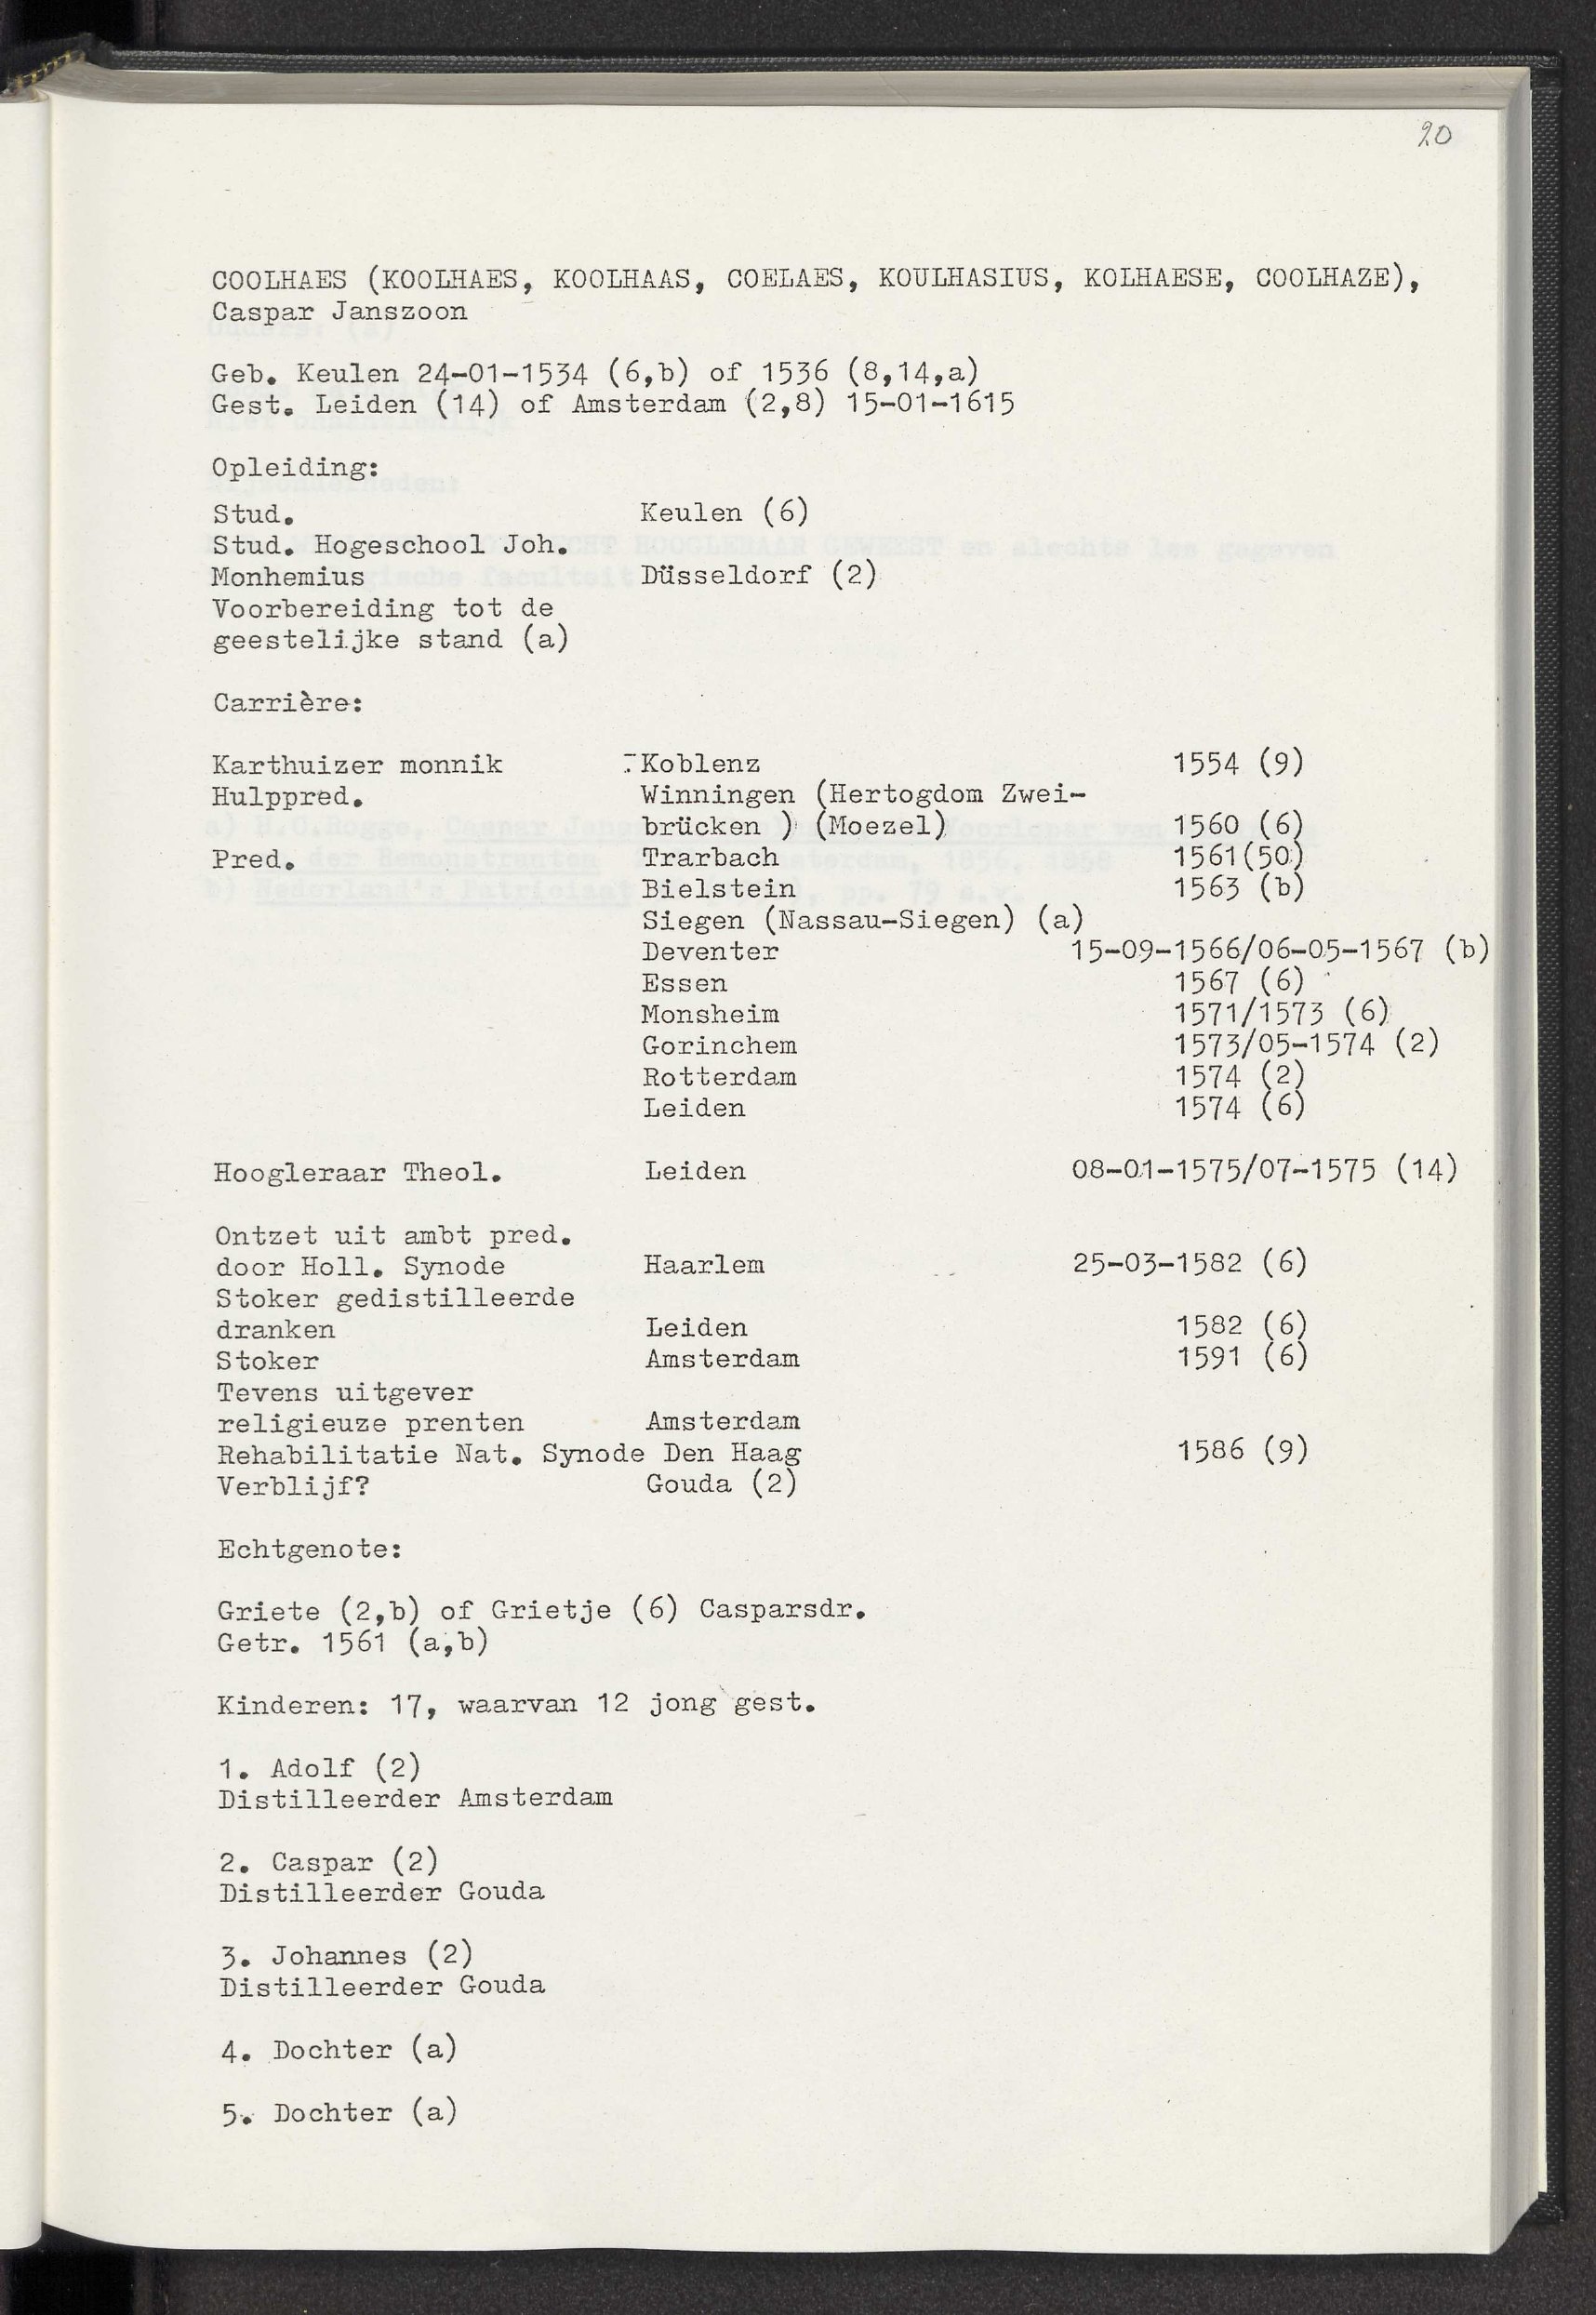 20
COOLHAES (KOOLHAES, KOOLHAAS, COELAES, KOULHASIUS, KOLHAESE, COOLHAZE),
Caspar Janszoon
Geb. Keulen 24-01-1534 (6,b) of 1536 (8,14,a)
Gest. Leiden (14) of Amsterdam (2,8) 15-01-1615
Opleiding:
Stud. Keulen (6)
Stud. Hogeschool Joh.
Monhemius Düsseldorf (2)
Voorbereiding tot de
geestelijke stand (a)
Carrière:
Karthuizer monnik Koblenz 1554 (9)
Hulppred. Winningen (Hertogdom Zwei-
brücken ) (Moezel) 1560 (6)
Pred. Trarbach 1561(50)
Bielstein 1563 (b)
Siegen (Nassau-Siegen) (a)
Deventer 15-09-1566/06-05-1567 (b)
Essen 1567 (6)
Monsheim 1571/1573 (6)
Gorinchem 1573/05-1574 (2)
Rotterdam 1574 (2)
Leiden 1574 (6)
Hoogleraar Theol. Leiden 08-01-1575/07-1575 (14)
Ontzet uit ambt pred.
door Holl. Synode Haarlem 25-03-1582 (6)
Stoker gedistilleerde
dranken Leiden 1582 (6)
Stoker Amsterdam 1591 (6)
Tevens uitgever
religieuze prenten Amsterdam
Rehabilitatie Nat. Synode Den Haag 1586 (9)
Verblijf? Gouda (2)
Echtgenote:
Griete (2,b) of Grietje (6) Casparsdr.
Getr. 1561 (a,b)
Kinderen: 17, waarvan 12 jong gest.
1. Adolf (2)
Distilleerder Amsterdam
2. Caspar (2)
Distilleerder Gouda
3. Johannes (2)
Distilleerder Gouda
4. Dochter (a)
5. Dochter (a)